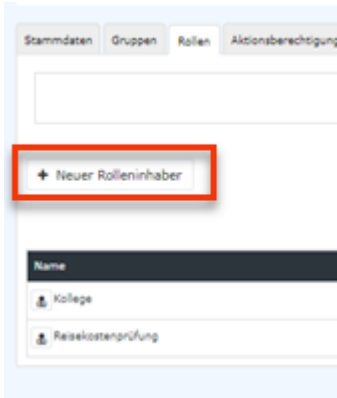 Stammdaten Gruppen Rollen Aktionsberechtigung
+ Neuer Rolleninhaber
Name
Kollege
Reisekostenprüfung